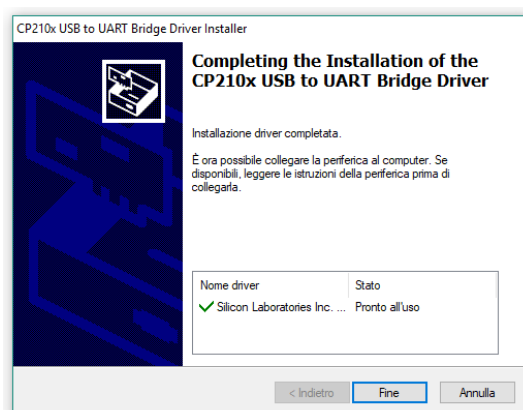 CP210x USB to UART Bridge Driver Installer
Completing the Installation of the
CP210x USB to UART Bridge Driver
Installazione driver completata.
È ora possibile collegare la periferica al computer. Se
disponibili, leggere le istruzioni della periferica prima di
collegarla.
Nome driver Stato
Silicon Laboratories Inc. ... Pronto all'uso
< Indietro Fine Annulla